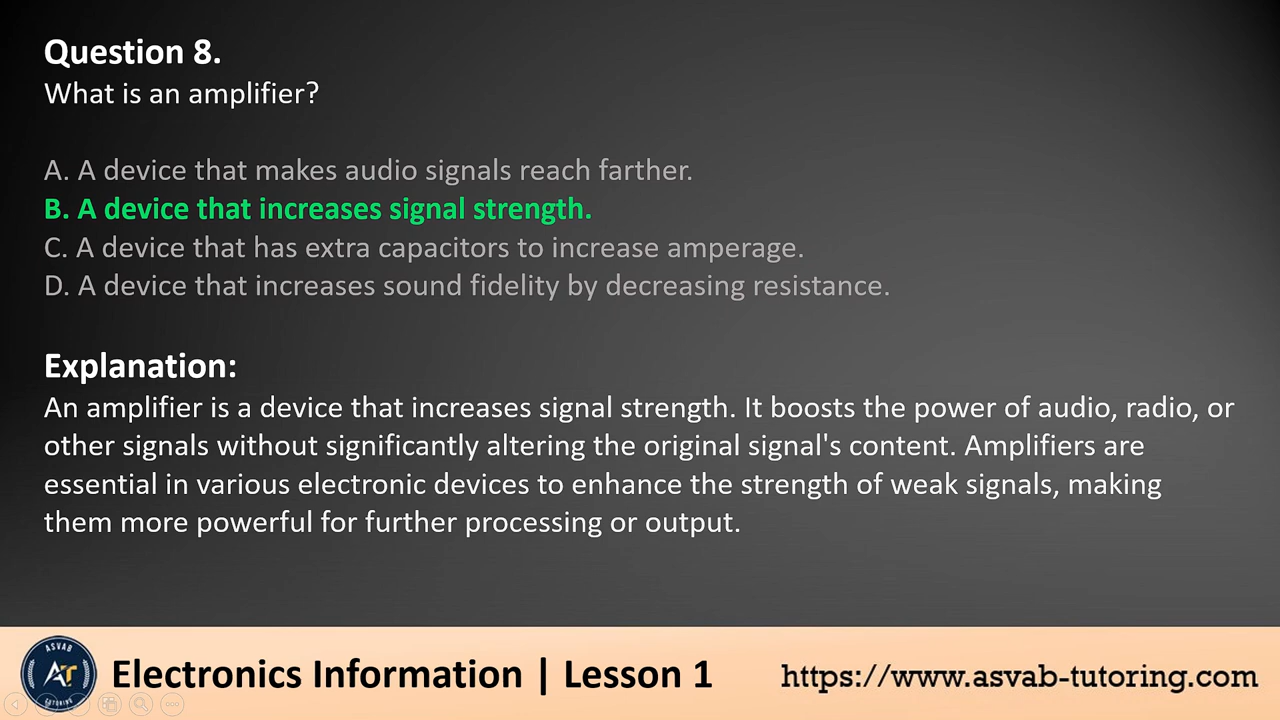 Question 8.
What is an amplifier?
A. A device that makes audio signals reach farther.
B. A device that increases signal strength.
C. A device that has extra capacitors to increase amperage.
D. A device that increases sound fidelity by decreasing resistance.
Explanation:
An amplifier is a device that increases signal strength. It boosts the power of audio, radio, or
other signals without significantly altering the original signal's content. Amplifiers are
essential in various electronic devices to enhance the strength of weak signals, making
them more powerful for further processing or output.
ASVAB
AT
TUTORING
Electronics Information | Lesson 1
https://www.asvab-tutoring.com